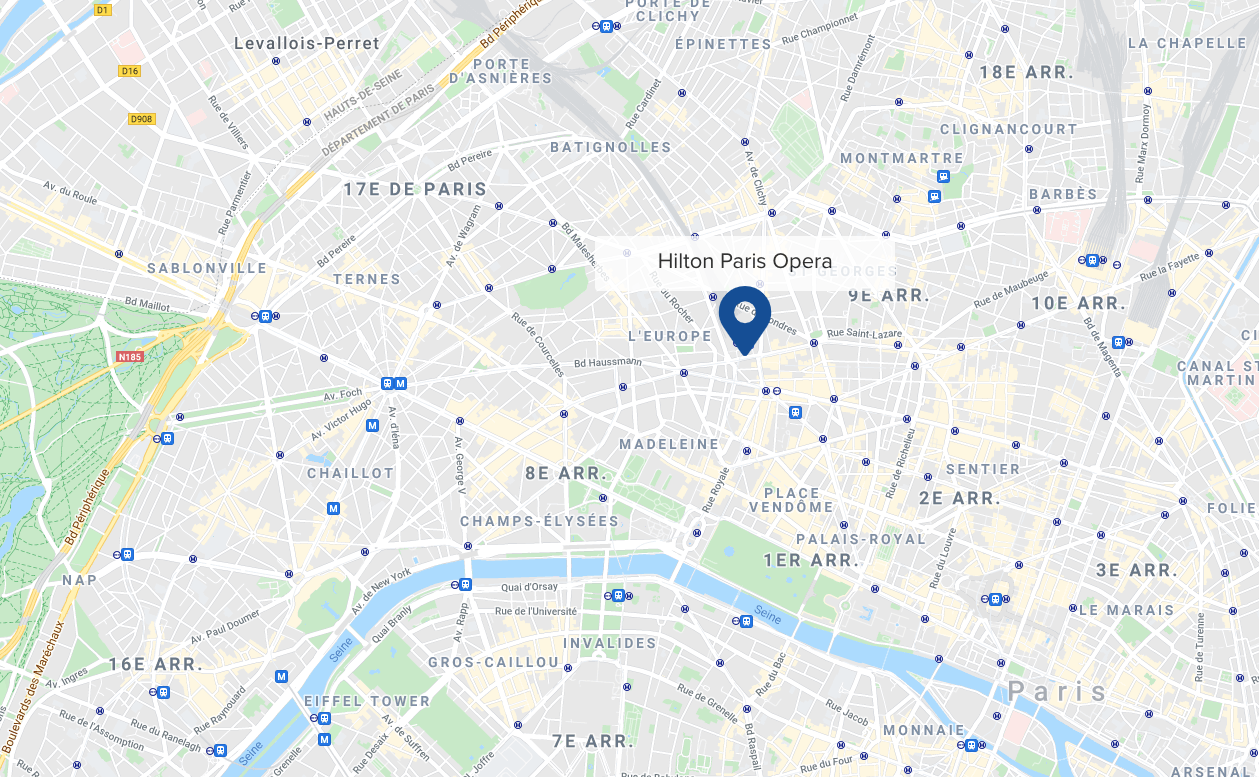 D1
PORTE DE
CLICHY
Bd Périphérique
Levallois-Perret
ÉPINETTES
Rue Championnet
LA CHAPELLE
PORTE
D'ASNIÈRES
D16
18E ARR.
HAUTS-DE-SEINE
DÉPARTEMENT DE PARIS
Rue Cardinet
Rue Damrémont
Rue de Villiers
D908
CLIGNANCOURT
Rue Marx Dormoy
BATIGNOLLES
Bd Pereire
MONTMARTRE
Av. de Clichy
17E DE PARIS
Av. du Roule
Rue Parmentier
BARBÈS
Av. de Wagram
Bd Pereire
Bd Malesherbes
Hilton Paris Opera
ST GEORGES
SABLONVILLE
TERNES
Rue la Fayette
Bd Maillot
du Rocher
9E ARR.
Rue de Maubeuge
10E ARR.
Rue de Courcelles
L'EUROPE
Rue Saint-Lazare
Bd de Magenta
N185
Bd Haussmann
CANAL ST
MARTIN
Av. Foch
Av. Victor Hugo
Av. d'Iéna
Av. George V
MADELEINE
Rue de Richelieu
CHAILLOT
8E ARR.
SENTIER
Rue Royale
PLACE
VENDÔME
2E ARR.
Bd Périphérique
FOLIE
CHAMPS-ÉLYSÉES
PALAIS-ROYAL
1ER ARR.
Rue du Louvre
3E ARR.
NAP
Av. de New York
Quai d'Orsay
Rue de l'Université
Seine
LE MARAIS
Av. Paul Doumer
Quai Branly
Av. Rapp
INVALIDES
Seine
Rue de Turenne
16E ARR.
GROS-CAILLOU
Boulevards des Maréchaux
Av. Ingres
Rue du Bac
Rue de Grenelle
Paris
EIFFEL TOWER
Rue Raynouard
Rue de l'Assomption
Rue du Ranelagh
Av. de Suffren
Rue Jacob
MONNAIE
7E ARR.
Bd Raspail
Seine
Grenelle
Rue Desaix
J-Joffre
Rue du Four
ARSENAL